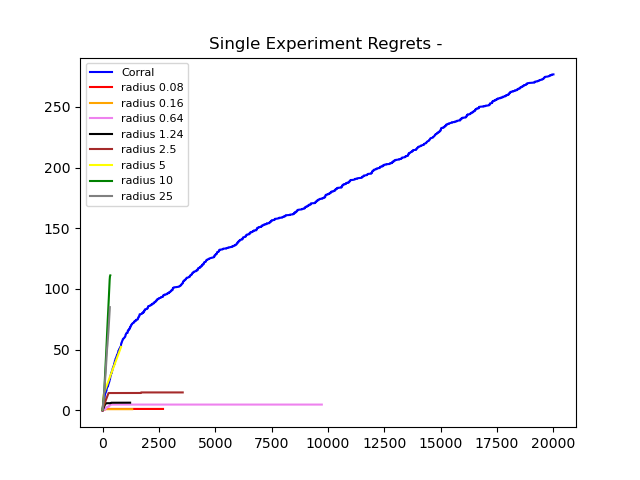 Single Experiment Regrets -
Corral
radius 0.08
radius 0.16
radius 0.64
radius 1.24
radius 2.5
radius 5
radius 10
radius 25
250
200
150
100
50
0
0 2500 5000 7500 10000 12500 15000 17500 20000